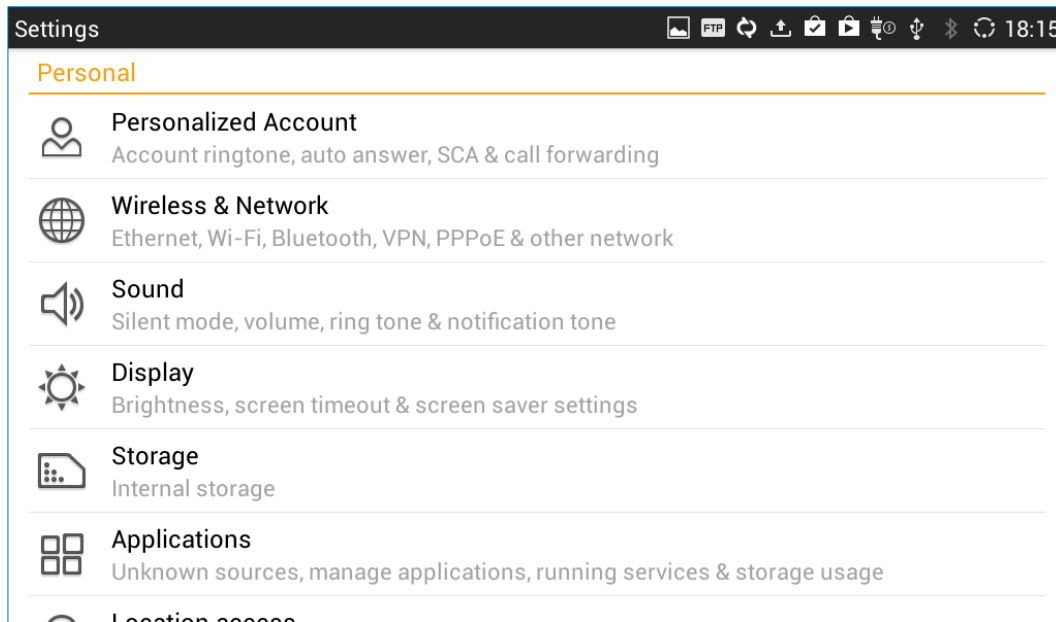 Settings
FTP
18:15
Personal
Personalized Account
Account ringtone, auto answer, SCA & call forwarding
Wireless & Network
Ethernet, Wi-Fi, Bluetooth, VPN, PPPoE & other network
Sound
Silent mode, volume, ring tone & notification tone
Display
Brightness, screen timeout & screen saver settings
Storage
Internal storage
Applications
Unknown sources, manage applications, running services & storage usage
Location access